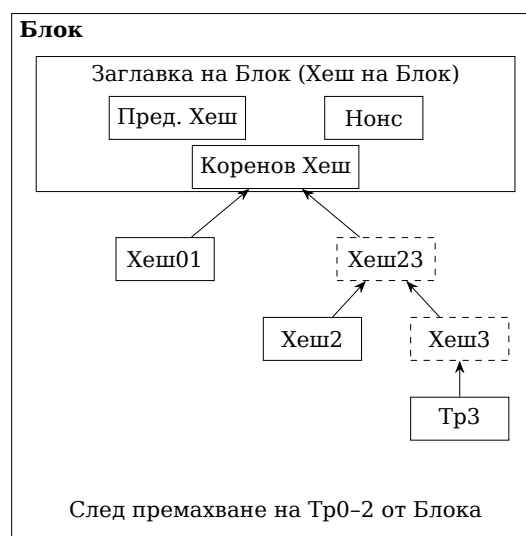 Блок
Заглавка на Блок (Хеш на Блок)
Пред. Хеш
Нонс
Коренов Хеш
Хеш01
Хеш23
Хеш2
Хеш3
Тр3
След премахване на Тр0–2 от Блока